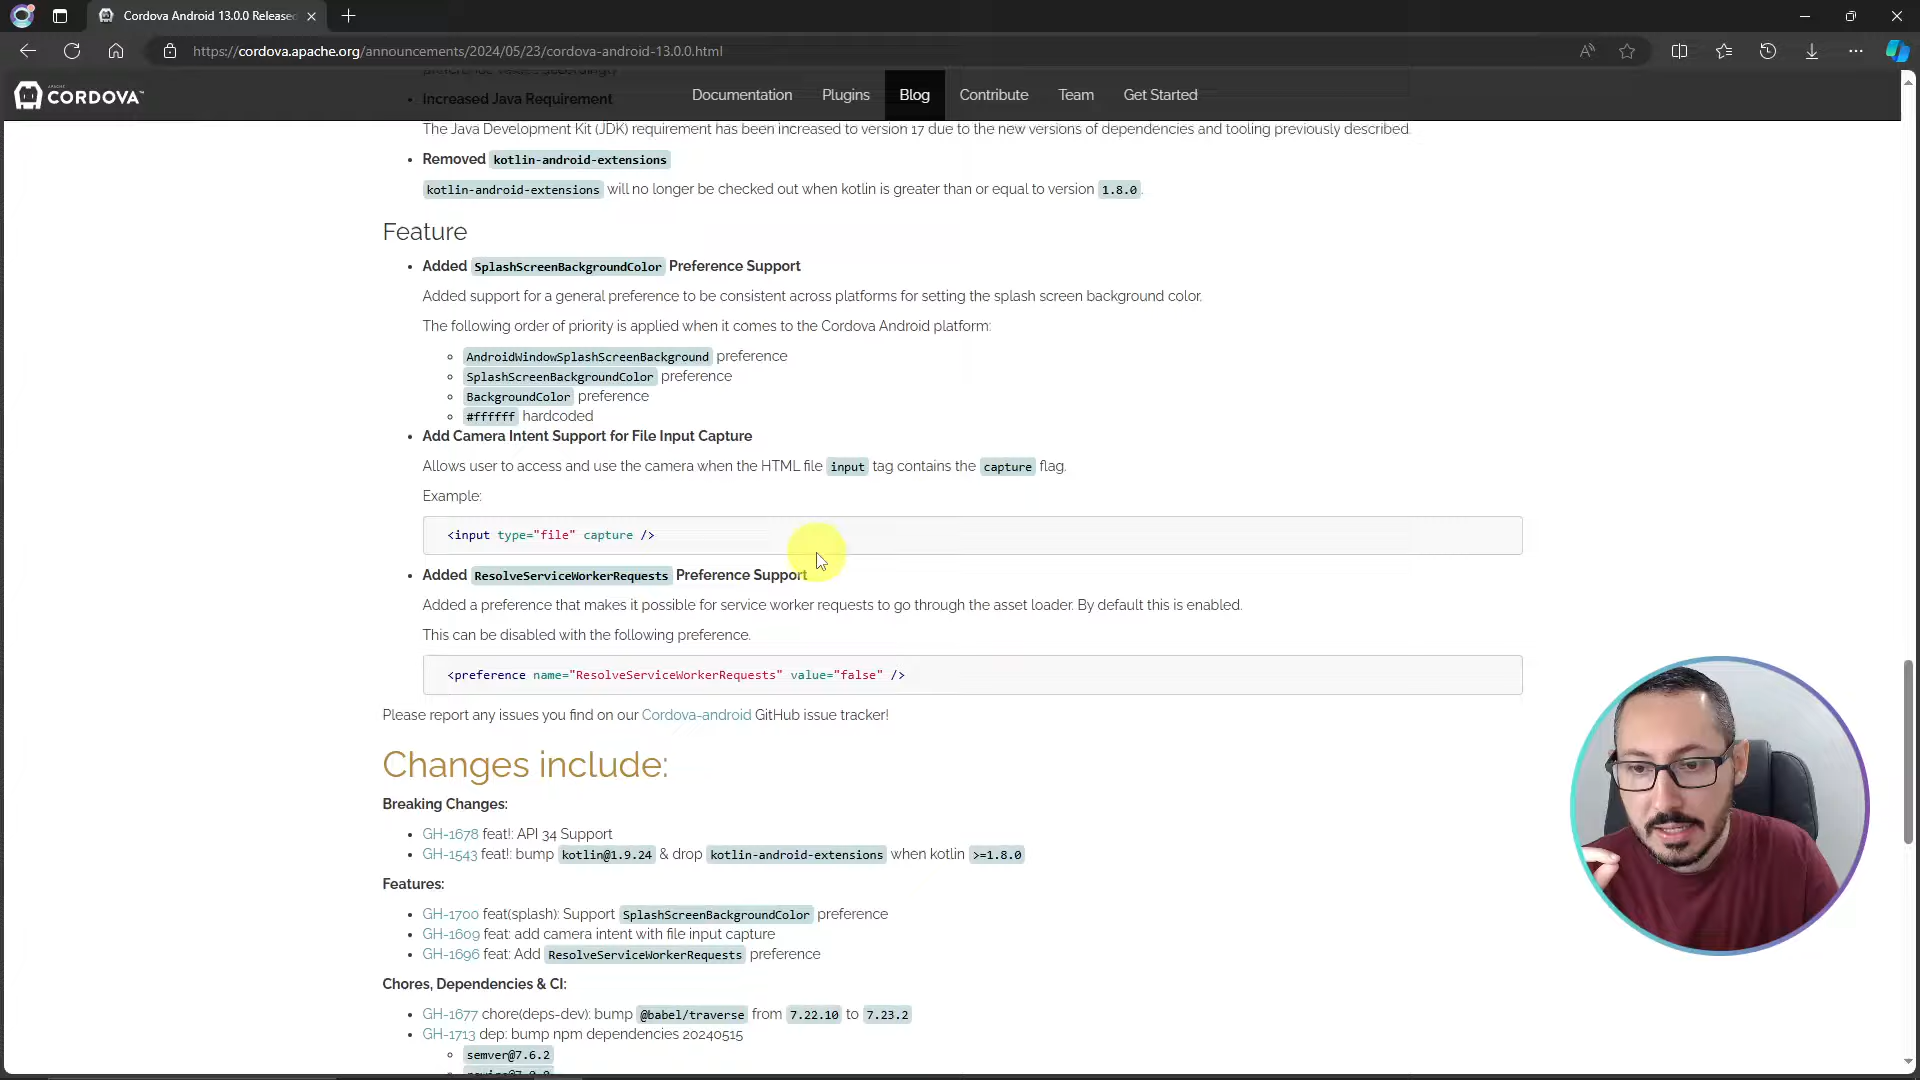 Cordova Android 13.0.0 Released
https://cordova.apache.org/announcements/2024/05/23/cordova-android-13.0.0.html
APACHE
CORDOVA™
Documentation
Plugins
Blog
Contribute
Team
Get Started
Increased Java Requirement
The Java Development Kit (JDK) requirement has been increased to version 17 due to the new versions of dependencies and tooling previously described.
Removed kotlin-android-extensions
kotlin-android-extensions will no longer be checked out when kotlin is greater than or equal to version 1.8.0.
Feature
Added SplashScreenBackgroundColor Preference Support
Added support for a general preference to be consistent across platforms for setting the splash screen background color.
The following order of priority is applied when it comes to the Cordova Android platform:
AndroidWindowSplashScreenBackground preference
SplashScreenBackgroundColor preference
BackgroundColor preference
#ffffff hardcoded
Add Camera Intent Support for File Input Capture
Allows user to access and use the camera when the HTML file input tag contains the capture flag.
Example:
<input type="file" capture />
Added ResolveServiceWorkerRequests Preference Support
Added a preference that makes it possible for service worker requests to go through the asset loader. By default this is enabled.
This can be disabled with the following preference.
<preference name="ResolveServiceWorkerRequests" value="false" />
Please report any issues you find on our Cordova-android GitHub issue tracker!
Changes include:
Breaking Changes:
GH-1678 feat!: API 34 Support
GH-1543 feat!: bump kotlin@1.9.24 & drop kotlin-android-extensions when kotlin >=1.8.0
Features:
GH-1700 feat(splash): Support SplashScreenBackgroundColor preference
GH-1609 feat: add camera intent with file input capture
GH-1696 feat: Add ResolveServiceWorkerRequests preference
Chores, Dependencies & CI:
GH-1677 chore(deps-dev): bump @babel/traverse from 7.22.10 to 7.23.2
GH-1713 dep: bump npm dependencies 20240515
semver@7.6.2